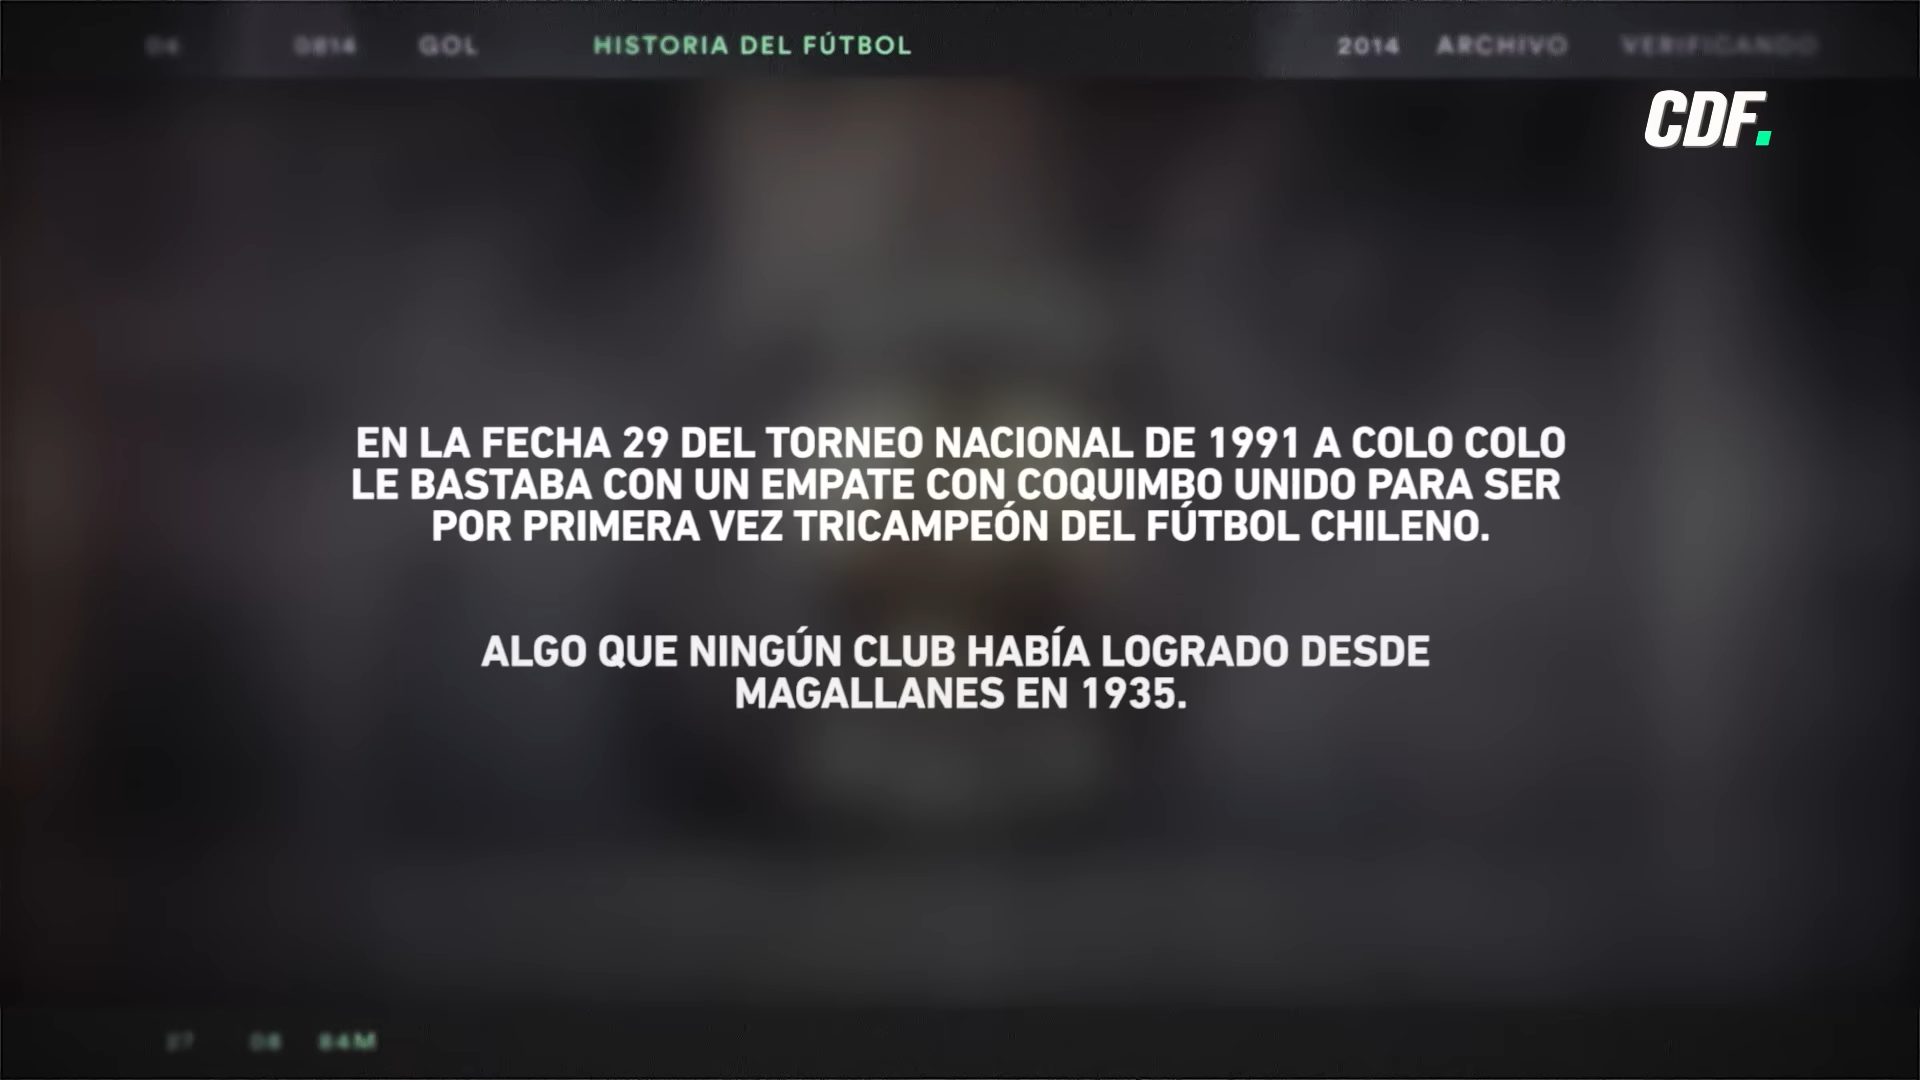 GOL HISTORIA DEL FÚTBOL 2014 ARCHIVO VERIFICANDO
CDF.
EN LA FECHA 29 DEL TORNEO NACIONAL DE 1991 A COLO COLO
LE BASTABA CON UN EMPATE CON COQUIMBO UNIDO PARA SER
POR PRIMERA VEZ TRICAMPEÓN DEL FÚTBOL CHILENO.
ALGO QUE NINGÚN CLUB HABÍA LOGRADO DESDE
MAGALLANES EN 1935.